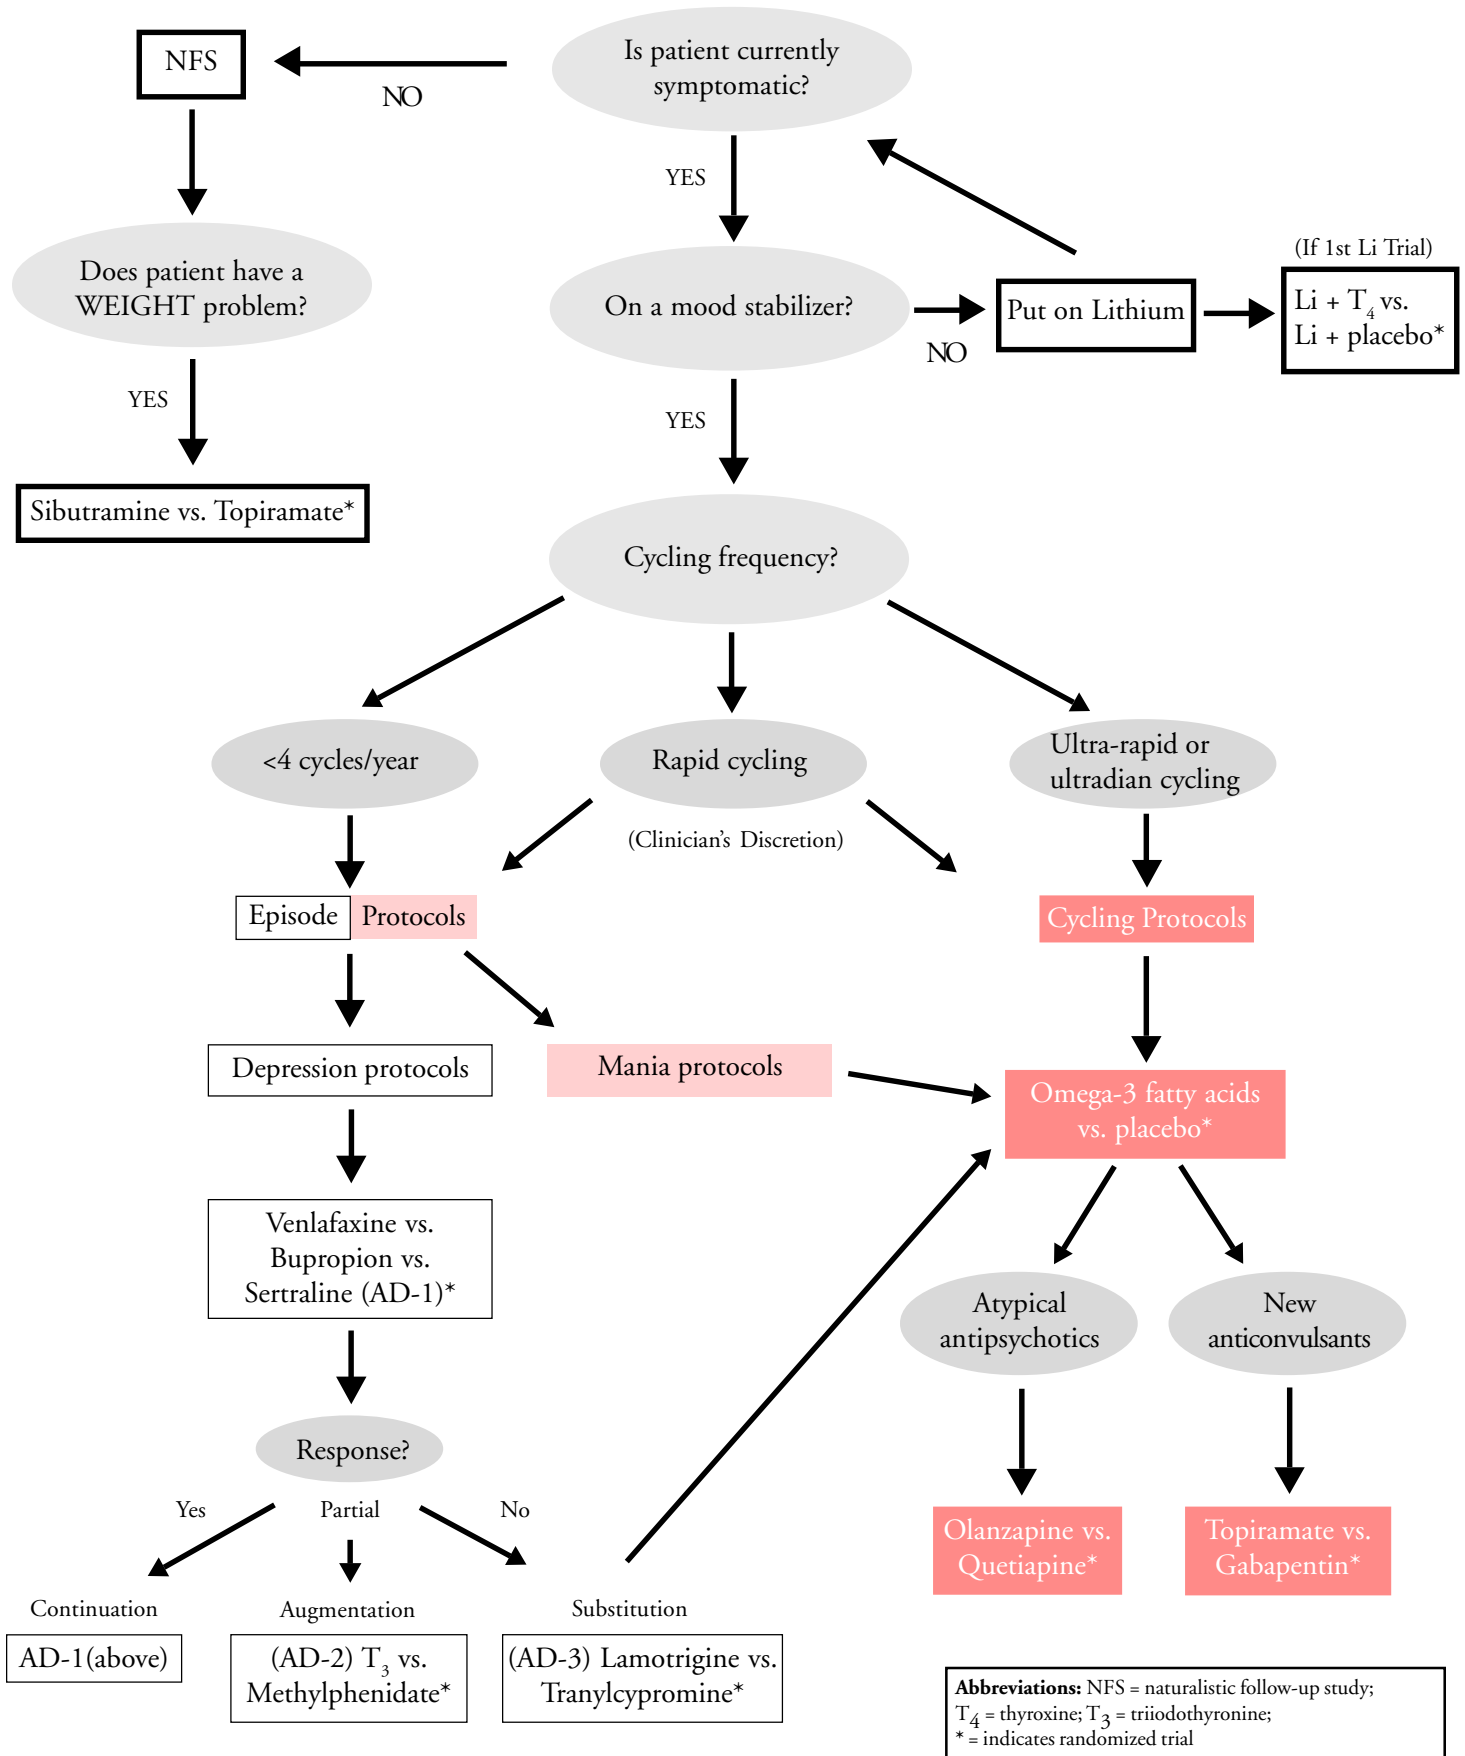 NFS
NO
Is patient currently
symptomatic?
YES
Does patient have a
WEIGHT problem?
YES
Sibutramine vs. Topiramate*
On a mood stabilizer?
NO
Put on Lithium
(If 1st Li Trial)
Li + T4 vs.
Li + placebo*
YES
Cycling frequency?
<4 cycles/year
Rapid cycling
Ultra-rapid or
ultradian cycling
(Clinician's Discretion)
Episode Protocols
Cycling Protocols
Depression protocols
Mania protocols
Omega-3 fatty acids
vs. placebo*
Venlafaxine vs.
Bupropion vs.
Sertraline (AD-1)*
Atypical
antipsychotics
New
anticonvulsants
Response?
Yes
Partial
No
Olanzapine vs.
Quetiapine*
Topiramate vs.
Gabapentin*
Continuation
AD-1(above)
Augmentation
(AD-2) T3 vs.
Methylphenidate*
Substitution
(AD-3) Lamotrigine vs.
Tranylcypromine*
Abbreviations: NFS = naturalistic follow-up study;
T4 = thyroxine; T3 = triiodothyronine;
* = indicates randomized trial